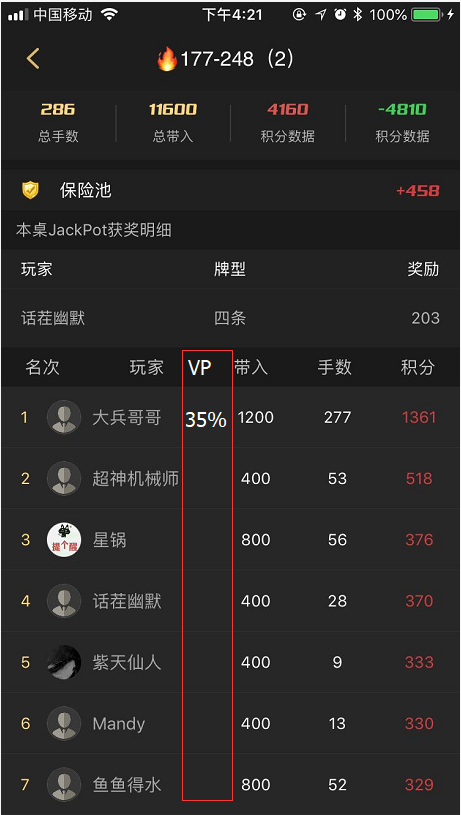 中国移动 下午4:21 100%
177-248（2）
286 11600 4160 -4810
总手数 总带入 积分数据 积分数据
保险池 +458
本桌JackPot获奖明细
玩家 牌型 奖励
话茬幽默 四条 203
名次 玩家 VP 带入 手数 积分
1 大兵哥哥 35% 1200 277 1361
2 超神机械师 400 53 518
3 提个醒 星锅 800 56 376
4 话茬幽默 400 28 370
5 紫天仙人 400 9 333
6 Mandy 400 13 330
7 鱼鱼得水 800 52 329